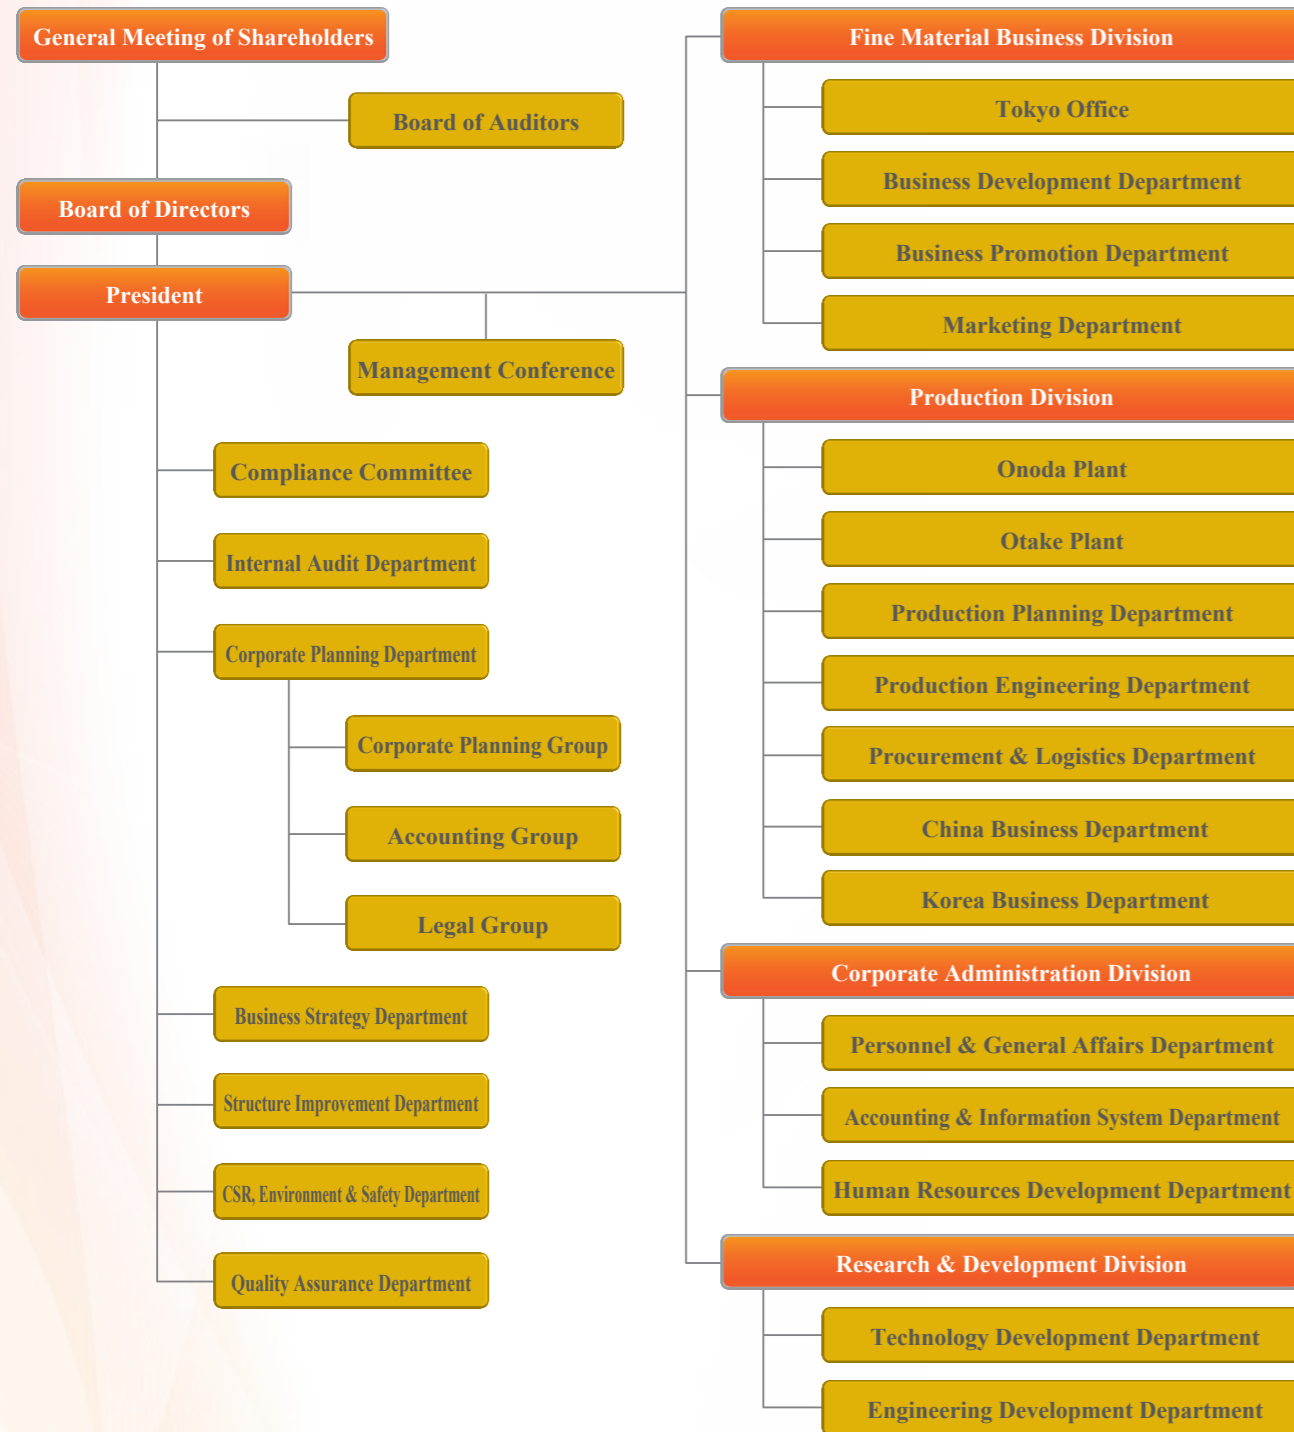 General Meeting of Shareholders
Board of Auditors
Board of Directors
President
Management Conference
Compliance Committee
Internal Audit Department
Corporate Planning Department
Corporate Planning Group
Accounting Group
Legal Group
Business Strategy Department
Structure Improvement Department
CSR, Environment & Safety Department
Quality Assurance Department
Fine Material Business Division
Tokyo Office
Business Development Department
Business Promotion Department
Marketing Department
Production Division
Onoda Plant
Otake Plant
Production Planning Department
Production Engineering Department
Procurement & Logistics Department
China Business Department
Korea Business Department
Corporate Administration Division
Personnel & General Affairs Department
Accounting & Information System Department
Human Resources Development Department
Research & Development Division
Technology Development Department
Engineering Development Department